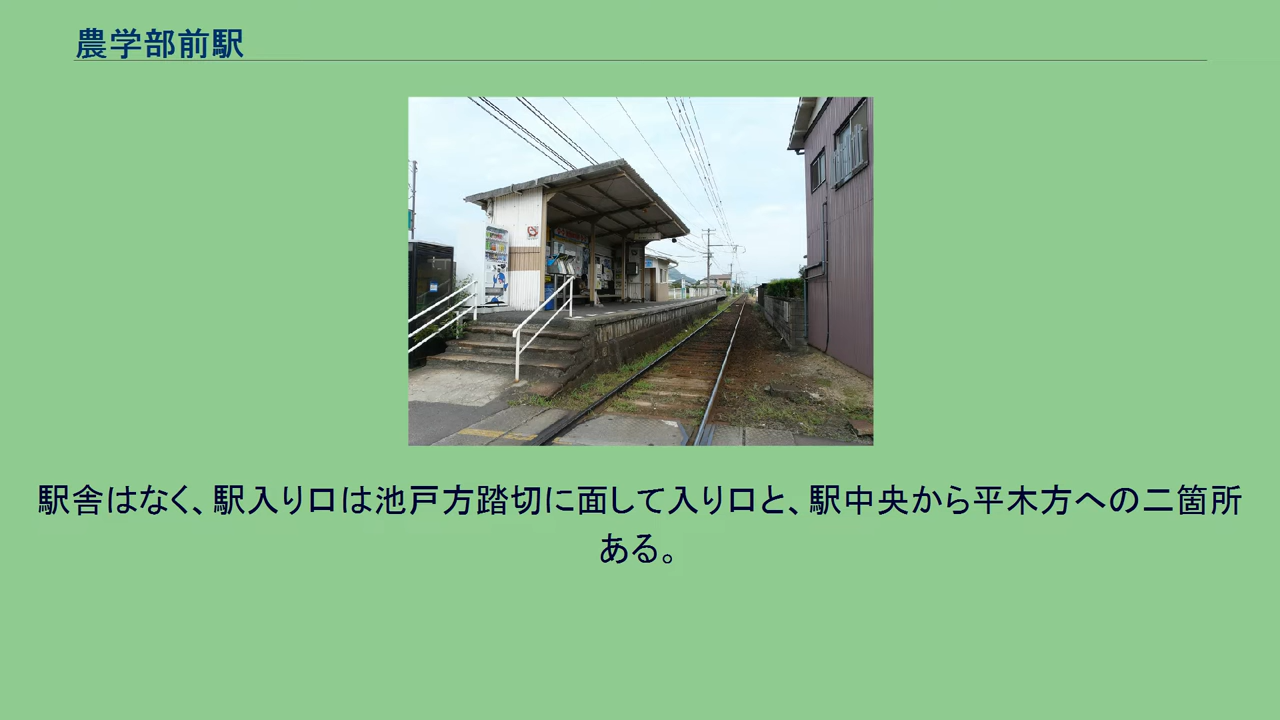 農学部前駅
駅舎はなく、駅入り口は池戸方踏切に面して入り口と、駅中央から平木方への二箇所
ある。